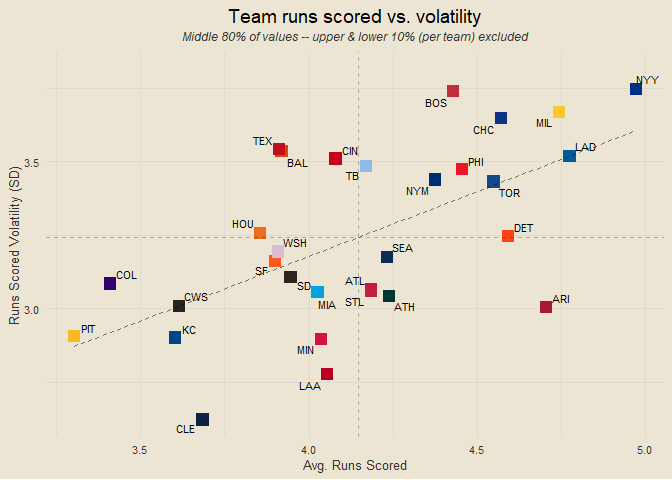 Team runs scored vs. volatility
Middle 80% of values -- upper & lower 10% (per team) excluded
NYY
BOS
MIL
CHC
TEX
BAL
CIN
TB
LAD
PHI
NYM
TOR
HOU
DET
WSH
SF
SEA
COL
SD
ATL
MIA
STL
ATH
CWS
ARI
PIT
KC
MIN
LAA
CLE
3.5
3.0
Runs Scored Volatility (SD)
3.5 4.0 4.5 5.0
Avg. Runs Scored